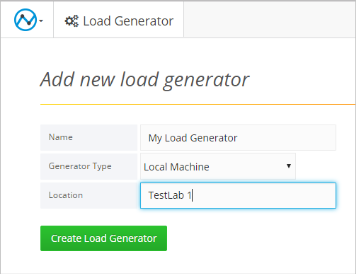 Load Generator
Add new load generator
Name My Load Generator
Generator Type Local Machine
Location TestLab 1
Create Load Generator